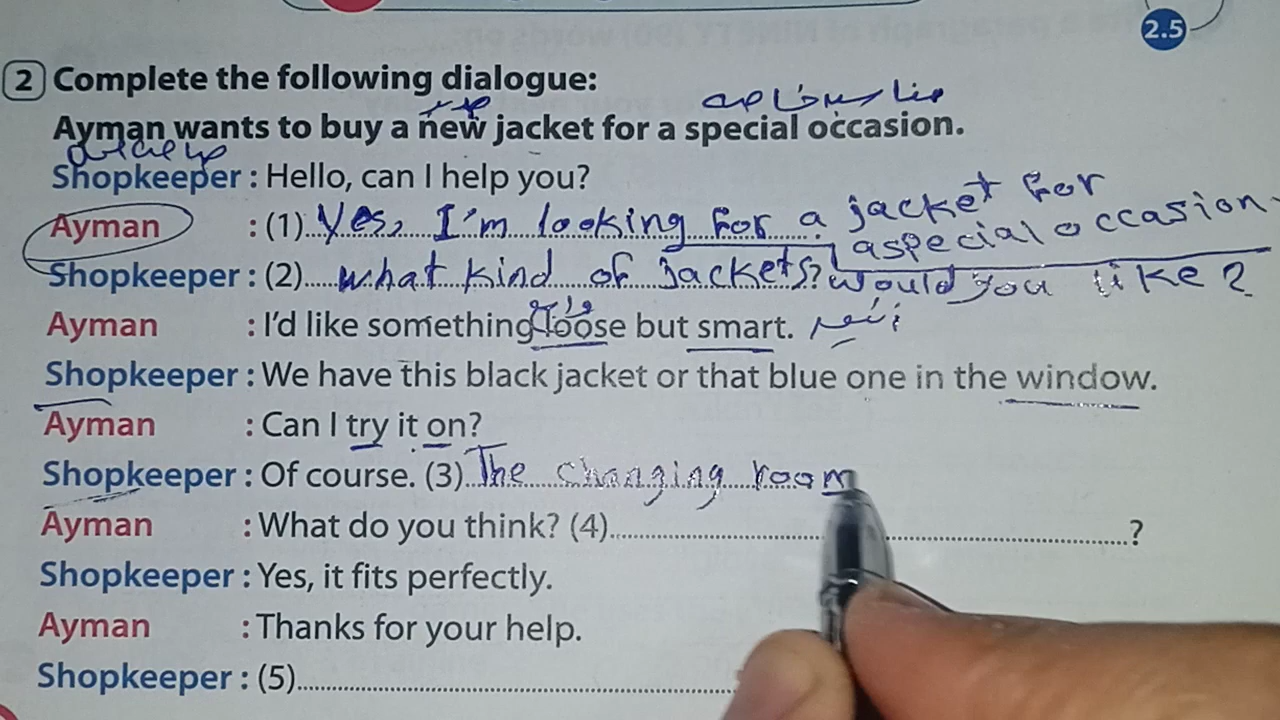 2.5
2 Complete the following dialogue:
مناسبه خاصه
جديد
Ayman wants to buy a new jacket for a special occasion.
Shopkeeper : Hello, can I help you?
Ayman : (1) Yes, I'm looking for a jacket for
aspecial occasion
Shopkeeper : (2) what kind of jackets? would you like?
Ayman : I'd like something loose but smart.
Shopkeeper : We have this black jacket or that blue one in the window.
Ayman : Can I try it on?
Shopkeeper : Of course. (3) The changing room
Ayman : What do you think? (4)..........?
Shopkeeper : Yes, it fits perfectly.
Ayman : Thanks for your help.
Shopkeeper : (5)..........